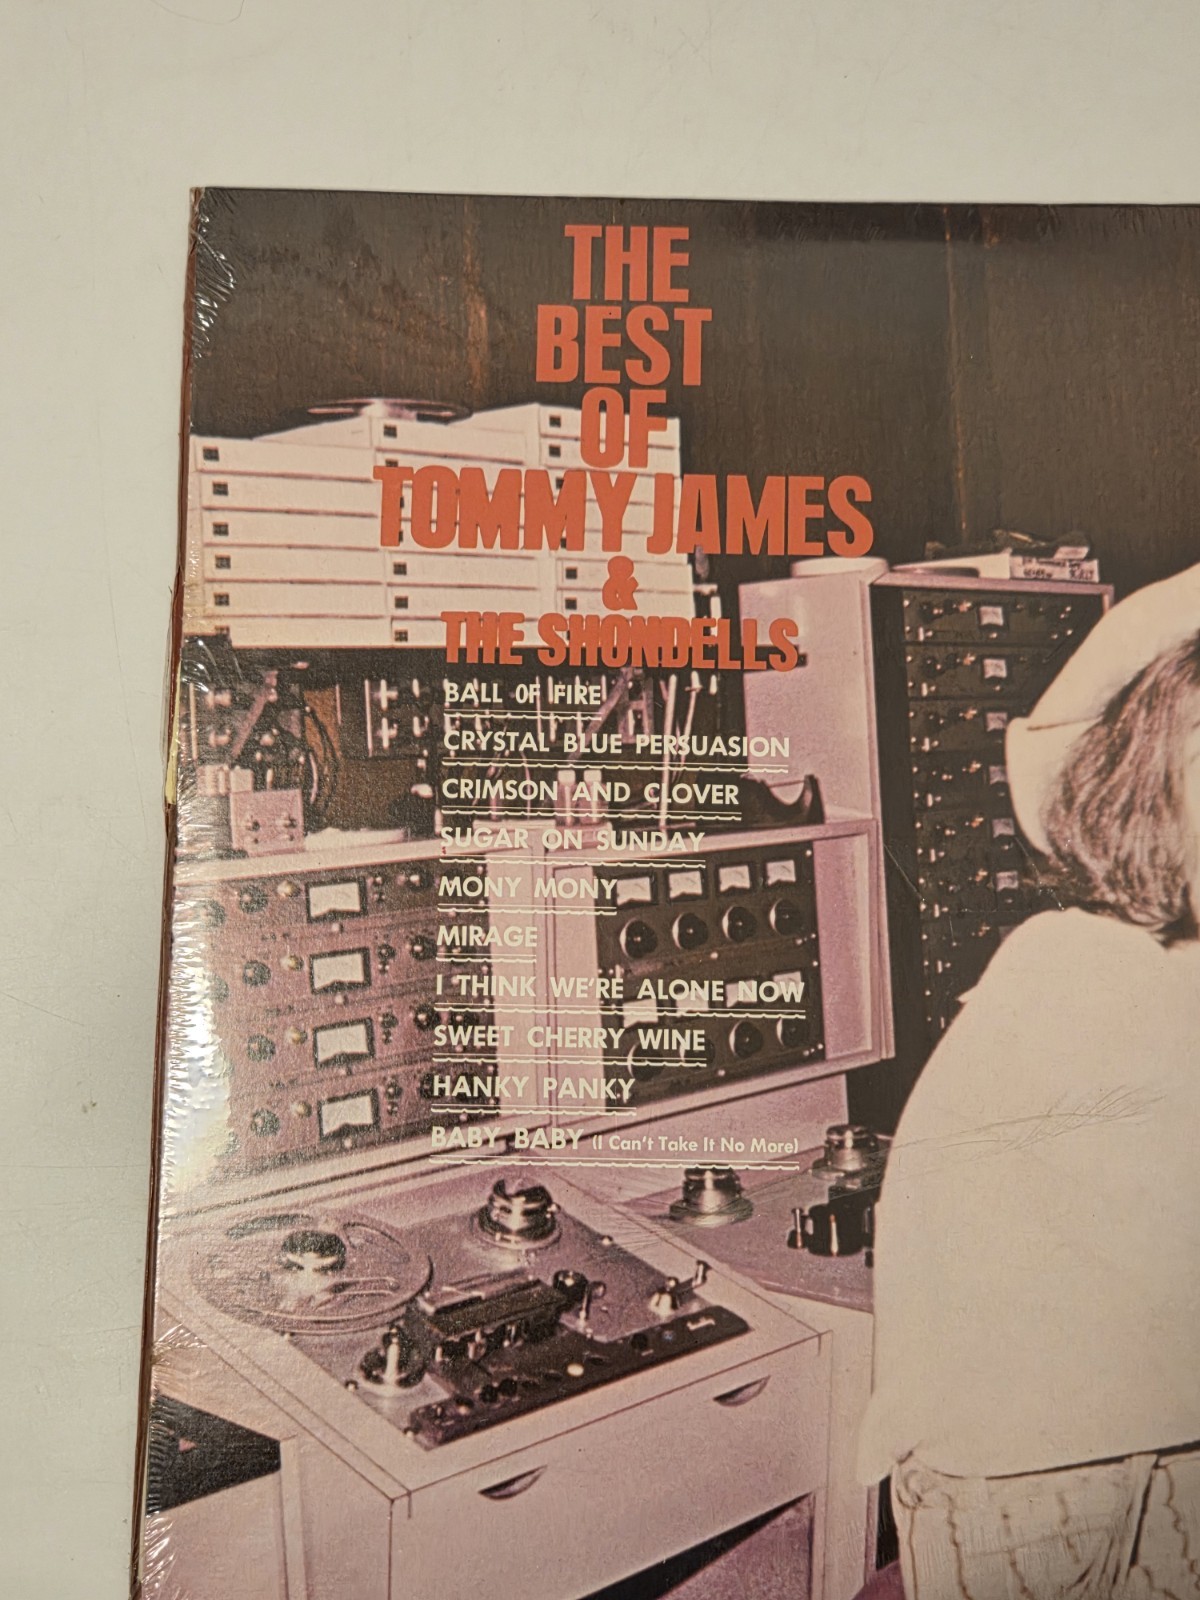 THE
BEST
OF
TOMMY JAMES
&
THE SHONDELLS
BALL OF FIRE
CRYSTAL BLUE PERSUASION
CRIMSON AND CLOVER
SUGAR ON SUNDAY
MONY MONY
MIRAGE
I THINK WE'RE ALONE NOW
SWEET CHERRY WINE
HANKY PANKY
BABY BABY (I Can't Take It No More)